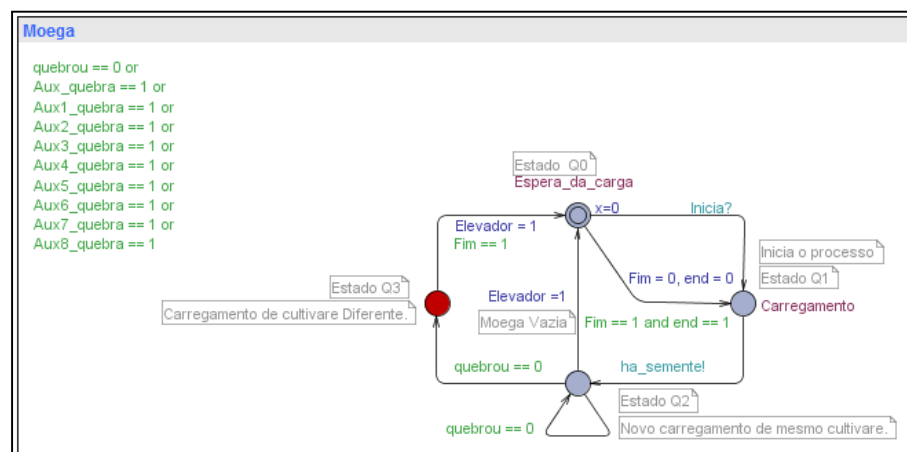 Moega
quebrou == 0 or
Aux_quebra == 1 or
Aux1_quebra == 1 or
Aux2_quebra == 1 or
Aux3_quebra == 1 or
Aux4_quebra == 1 or
Aux5_quebra == 1 or
Aux6_quebra == 1 or
Aux7_quebra == 1 or
Aux8_quebra == 1
Estado Q0
Espera_da_carga
x=0
Inicia?
Elevador = 1
Fim == 1
Inicia o processo
Estado Q1
Estado Q3
Fim = 0, end = 0
Carregamento
Carregamento de cultivare Diferente.
Elevador =1
Moega Vazia
Fim == 1 and end == 1
quebrou == 0
ha_semente!
Estado Q2
quebrou == 0
Novo carregamento de mesmo cultivare.